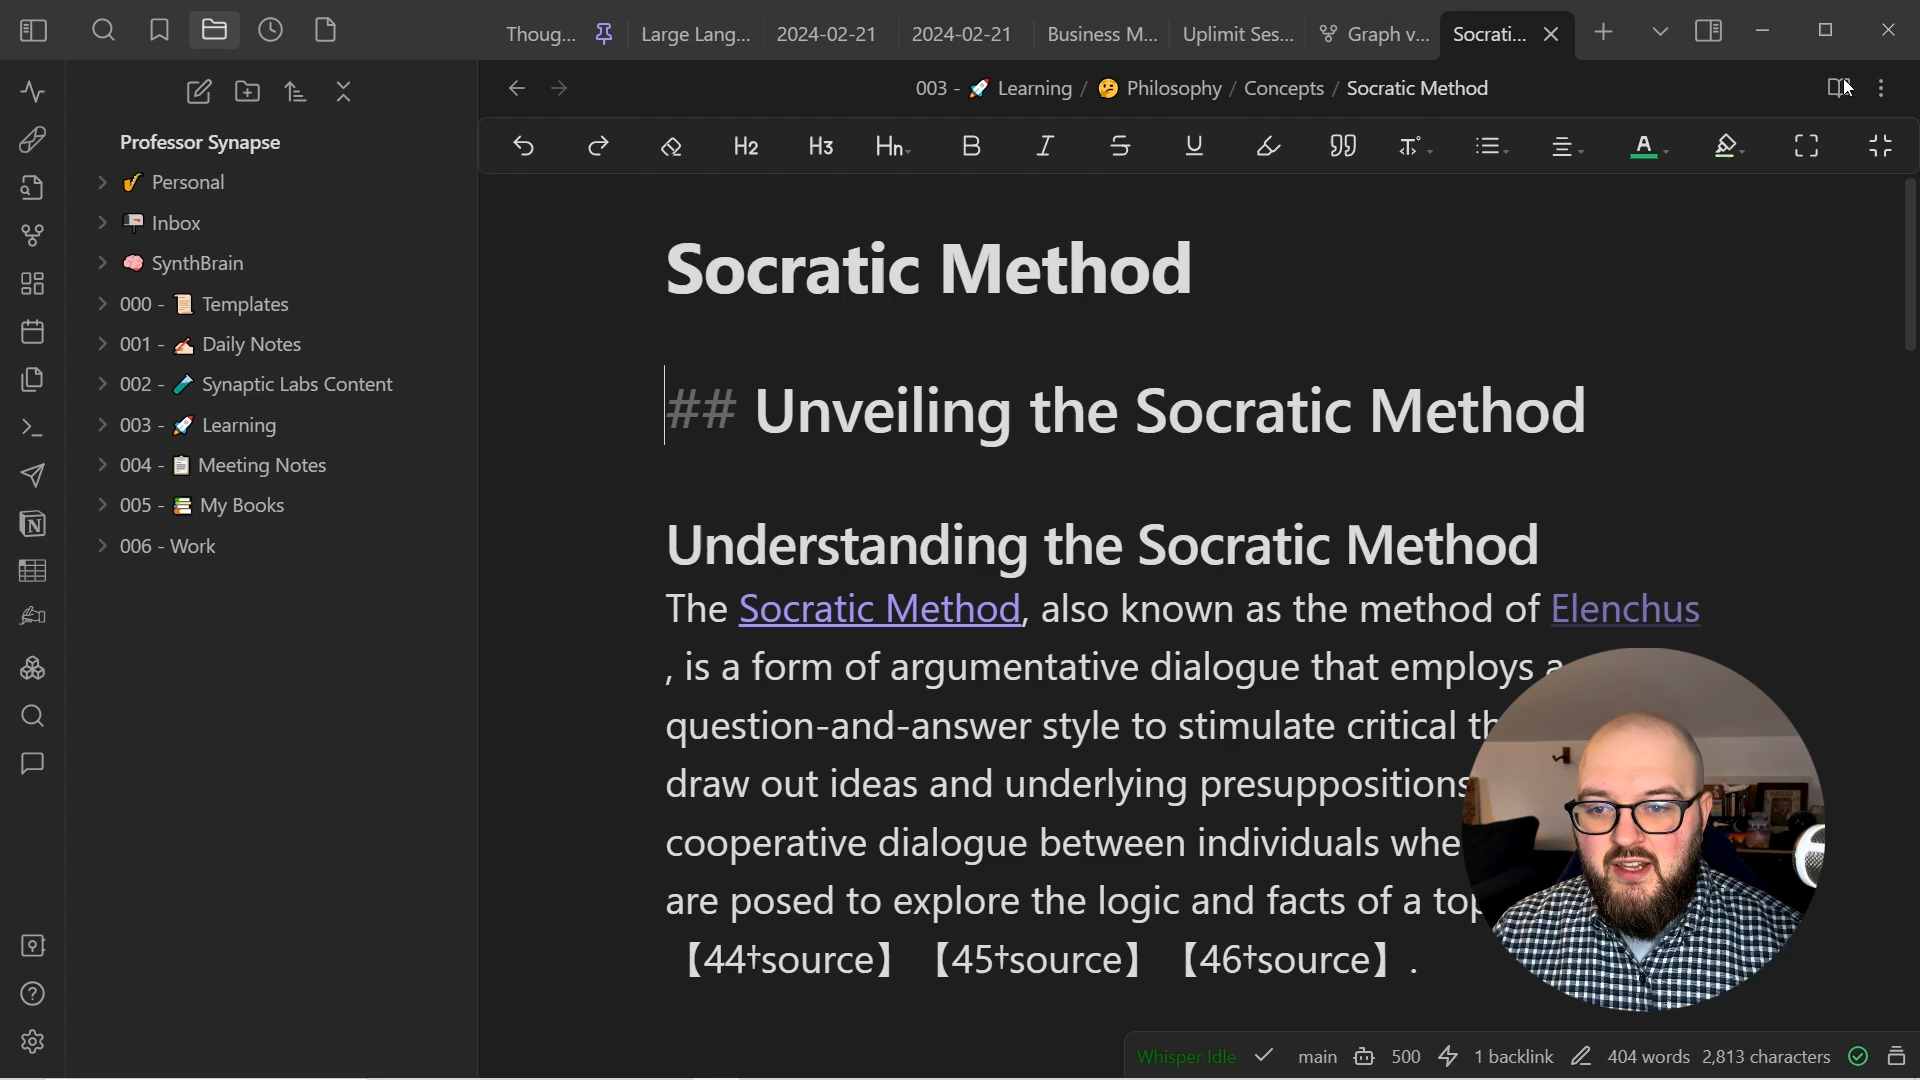 Thoug...
Large Lang...
2024-02-21
2024-02-21
Business M...
Uplimit Ses...
Graph v...
Socrati...
003 - 🚀 Learning / 🤔 Philosophy / Concepts / Socratic Method
H2 H3 Hn B I S U T A
Professor Synapse
🎷 Personal
📭 Inbox
🧠 SynthBrain
000 - 📜 Templates
001 - ✍🏻 Daily Notes
002 - 🧪 Synaptic Labs Content
003 - 🚀 Learning
004 - 📋 Meeting Notes
005 - 📚 My Books
006 - Work
Socratic Method
## Unveiling the Socratic Method
Understanding the Socratic Method
The Socratic Method, also known as the method of Elenchus
, is a form of argumentative dialogue that employs a
question-and-answer style to stimulate critical
draw out ideas and underlying presuppositions
cooperative dialogue between individuals
are posed to explore the logic and facts of a
【44†source】 【45†source】 【46†source】.
Whisper Idle
main
500
1 backlink
404 words 2,813 characters